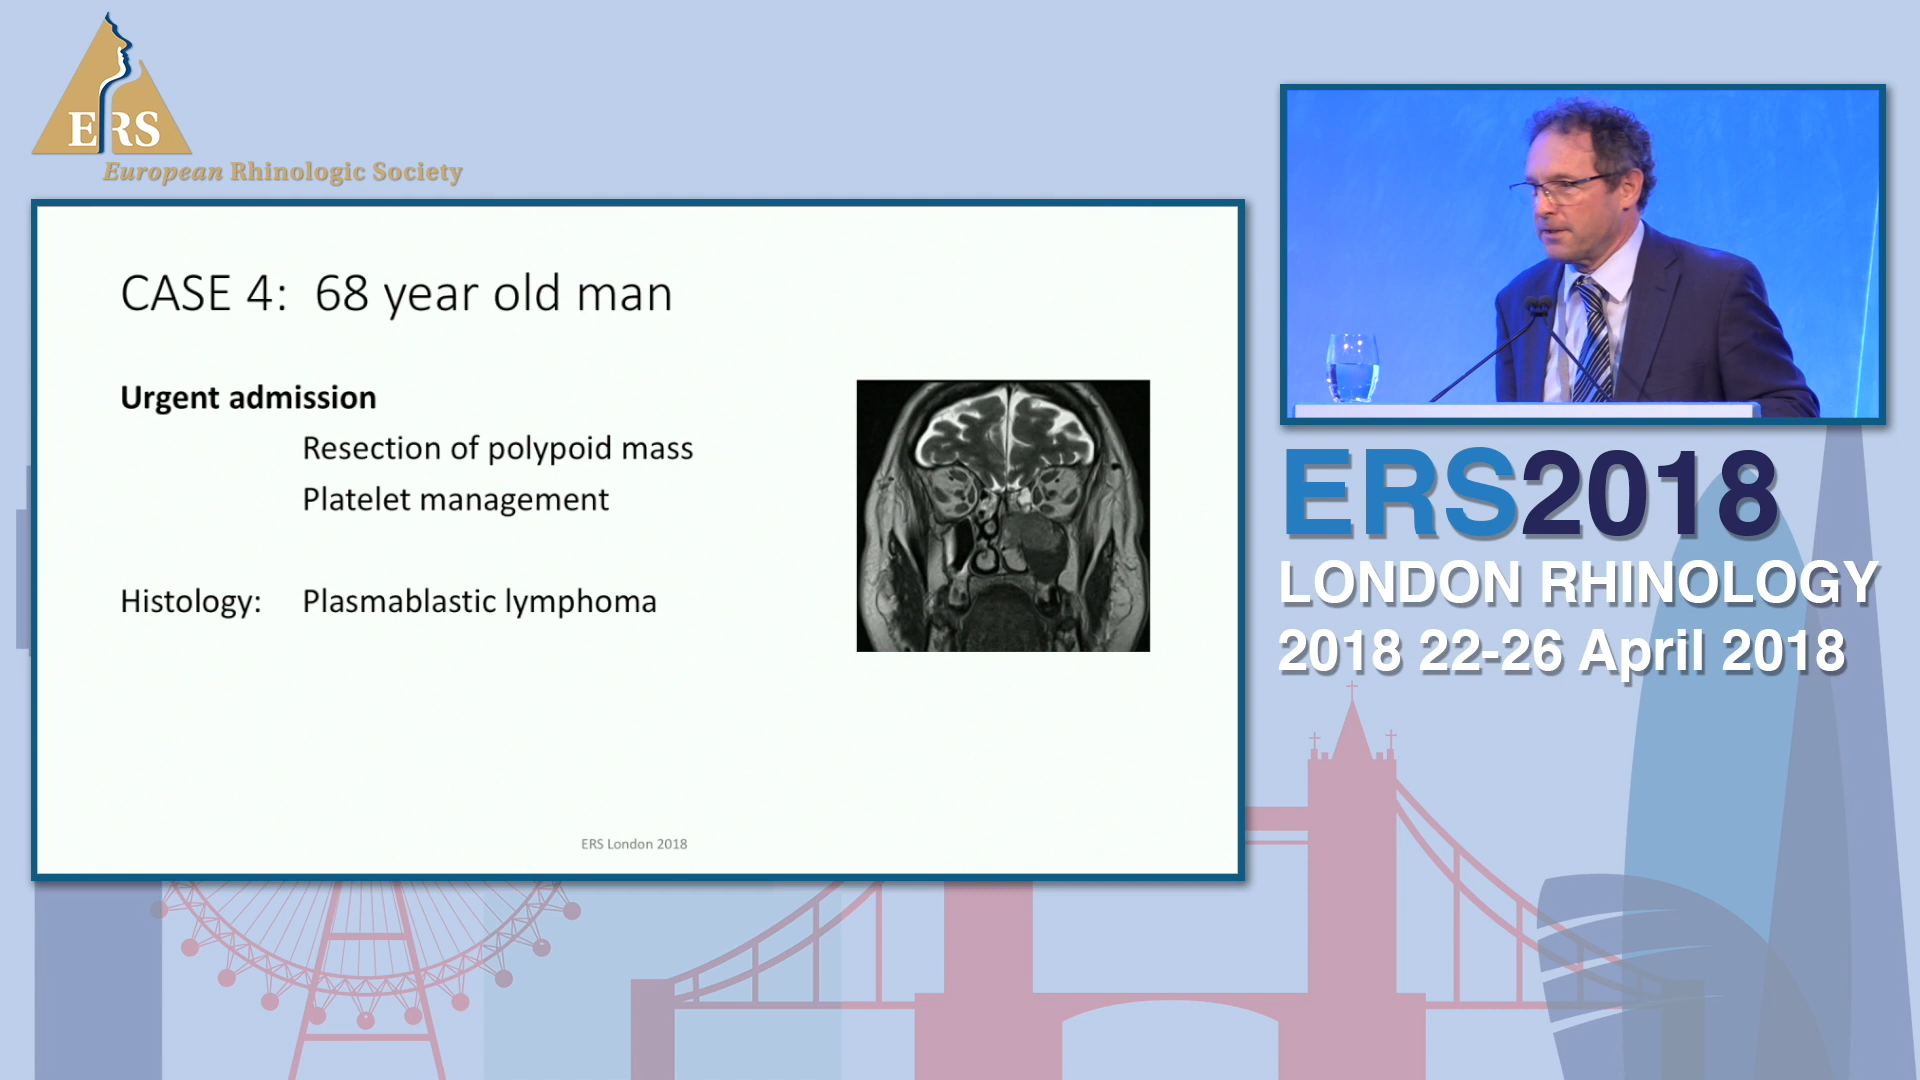 ERS
European Rhinologic Society
CASE 4: 68 year old man
Urgent admission
Resection of polypoid mass
Platelet management
Histology: Plasmablastic lymphoma
ERS London 2018
ERS2018
LONDON RHINOLOGY
2018 22-26 April 2018